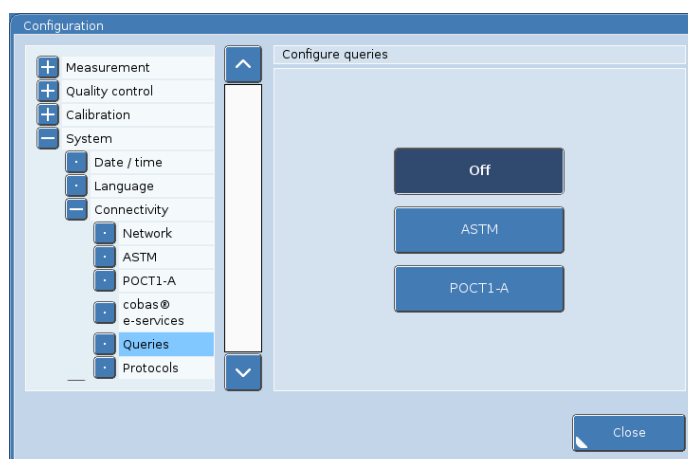 Configuration
Measurement
Quality control
Calibration
System
Date / time
Language
Connectivity
Network
ASTM
POCT1-A
cobas®
e-services
Queries
Protocols
Configure queries
Off
ASTM
POCT1-A
Close